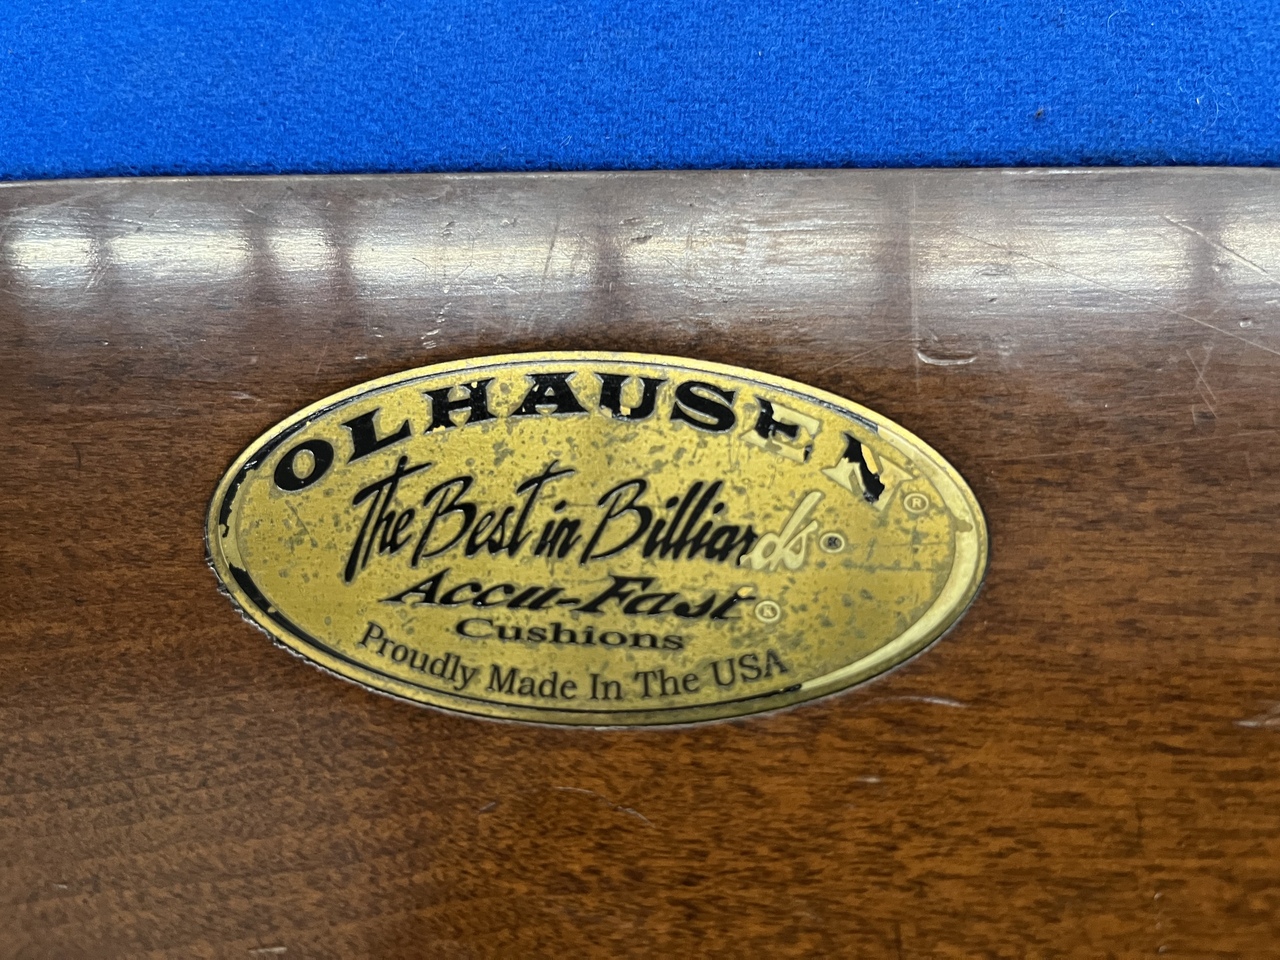 OLHAUSEN®
The Best in Billiards®
Accu-Fast®
Cushions
Proudly Made In The USA